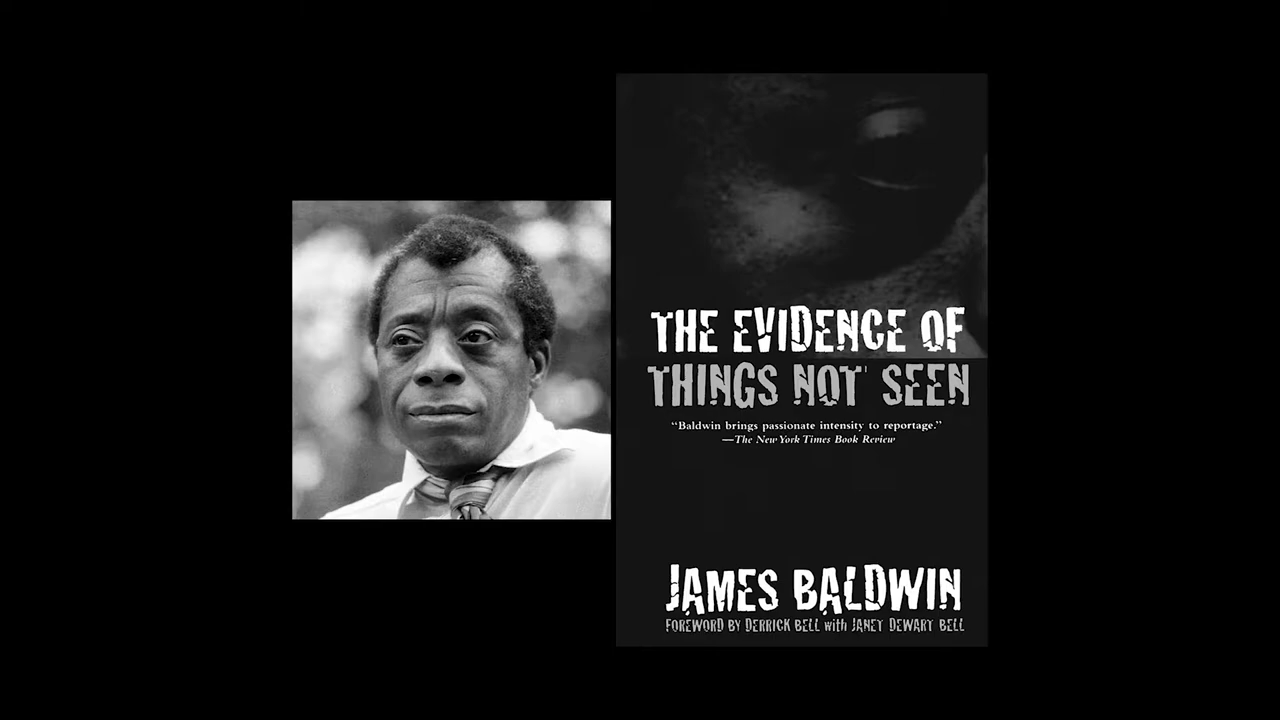 THE EVIDENCE OF
THINGS NOT SEEN
“Baldwin brings passionate intensity to reportage.”
—The New York Times Book Review
JAMES BALDWIN
FOREWORD BY DERRICK BELL with JANET DEWART BELL